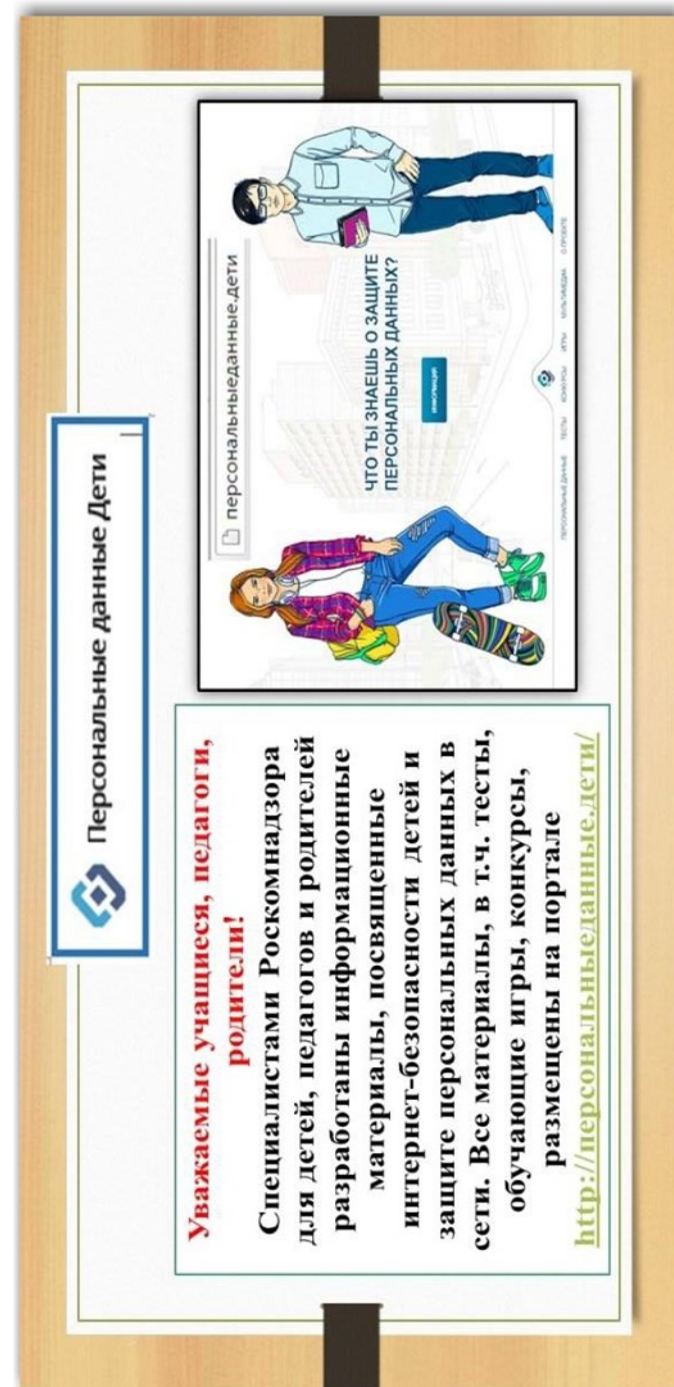 Персональные данные Дети
Уважаемые учащиеся, педагоги,
родители!
Специалистами Роскомнадзора
для детей, педагогов и родителей
разработаны информационные
материалы, посвященные
интернет-безопасности детей и
защите персональных данных в
сети. Все материалы, в т.ч. тесты,
обучающие игры, конкурсы,
размещены на портале
http://персональныеданные.дети/
персональныеданные.дети
ЧТО ТЫ ЗНАЕШЬ О ЗАЩИТЕ
ПЕРСОНАЛЬНЫХ ДАННЫХ?
ИНФОРМАЦИЯ
ПЕРСОНАЛЬНЫЕ ДАННЫЕ ТЕСТЫ КОНКУРСЫ ИГРЫ МУЛЬТИМЕДИА О ПРОЕКТЕ